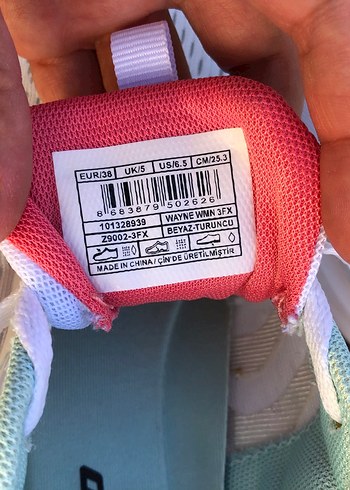 EUR/38 UK/5 US/6.5 CM/25.3
8 683679 502626
101328939 WAYNE WMN 3FX
Z9002-3FX BEYAZ-TURUNCU
MADE IN CHINA / ÇİN'DE ÜRETİLMİŞTİR